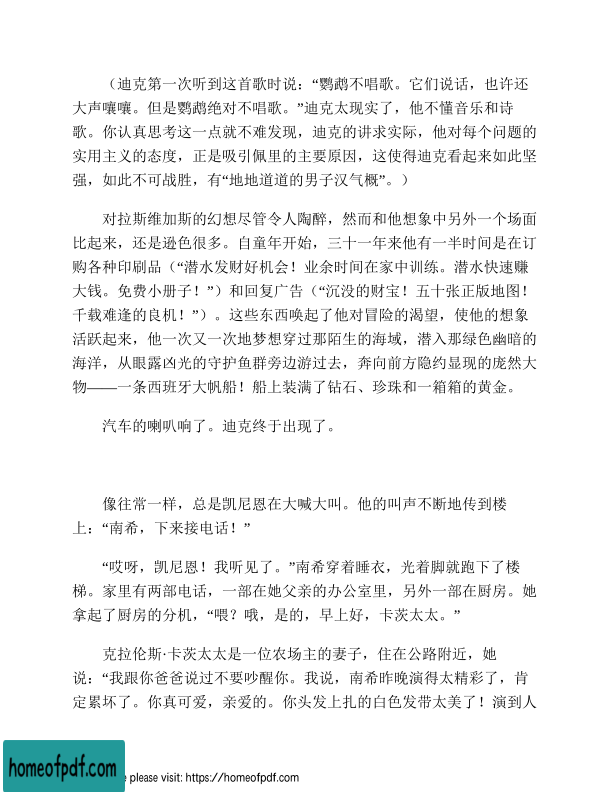 （迪克第一次听到这首歌时说：“鹦鹉不唱歌。它们说话，也许还
大声嚷嚷。但是鹦鹉绝对不唱歌。”迪克太现实了，他不懂音乐和诗
歌。你认真思考这一点就不难发现，迪克的讲求实际，他对每个问题的
实用主义的态度，正是吸引佩里的主要原因，这使得迪克看起来如此坚
强，如此不可战胜，有“地地道道的男子汉气概”。）
对拉斯维加斯的幻想尽管令人陶醉，然而和他想象中另外一个场面
比起来，还是逊色很多。自童年开始，三十一年来他有一半时间是在订
购各种印刷品（“潜水发财好机会！业余时间在家中训练。潜水快速赚
大钱。免费小册子！”）和回复广告（“沉没的财宝！五十张正版地图！
千载难逢的良机！”）。这些东西唤起了他对冒险的渴望，使他的想象
活跃起来，他一次又一次地梦想穿过那陌生的海域，潜入那绿色幽暗的
海洋，从眼露凶光的守护鱼群旁边游过去，奔向前方隐约显现的庞然大
物——一条西班牙大帆船！船上装满了钻石、珍珠和一箱箱的黄金。
汽车的喇叭响了。迪克终于出现了。
像往常一样，总是凯尼恩在大喊大叫。他的叫声不断地传到楼
上：“南希，下来接电话！”
“哎呀，凯尼恩！我听见了。”南希穿着睡衣，光着脚就跑下了楼
梯。家里有两部电话，一部在她父亲的办公室里，另外一部在厨房。她
拿起了厨房的分机，“喂？哦，是的，早上好，卡茨太太。”
克拉伦斯·卡茨太太是一位农场主的妻子，住在公路附近，她
说：“我跟你爸爸说过不要吵醒你。我说，南希昨晚演得太精彩了，肯
定累坏了。你真可爱，亲爱的。你头发上扎的白色发带太美了！演到人
homeofpdf.com
e please visit: https://homeofpdf.com